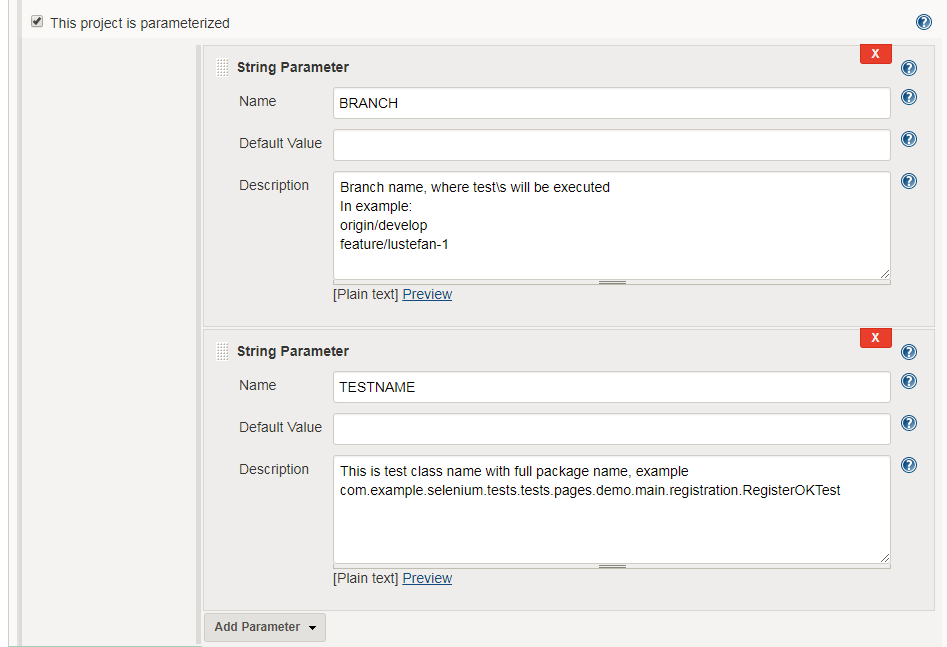 This project is parameterized
?
X
String Parameter
?
Name
BRANCH
?
Default Value
?
Description
Branch name, where test\s will be executed
In example:
origin/develop
feature/lustefan-1
?
[Plain text] Preview
X
String Parameter
?
Name
TESTNAME
?
Default Value
?
Description
This is test class name with full package name, example
com.example.selenium.tests.tests.pages.demo.main.registration.RegisterOKTest
?
[Plain text] Preview
Add Parameter